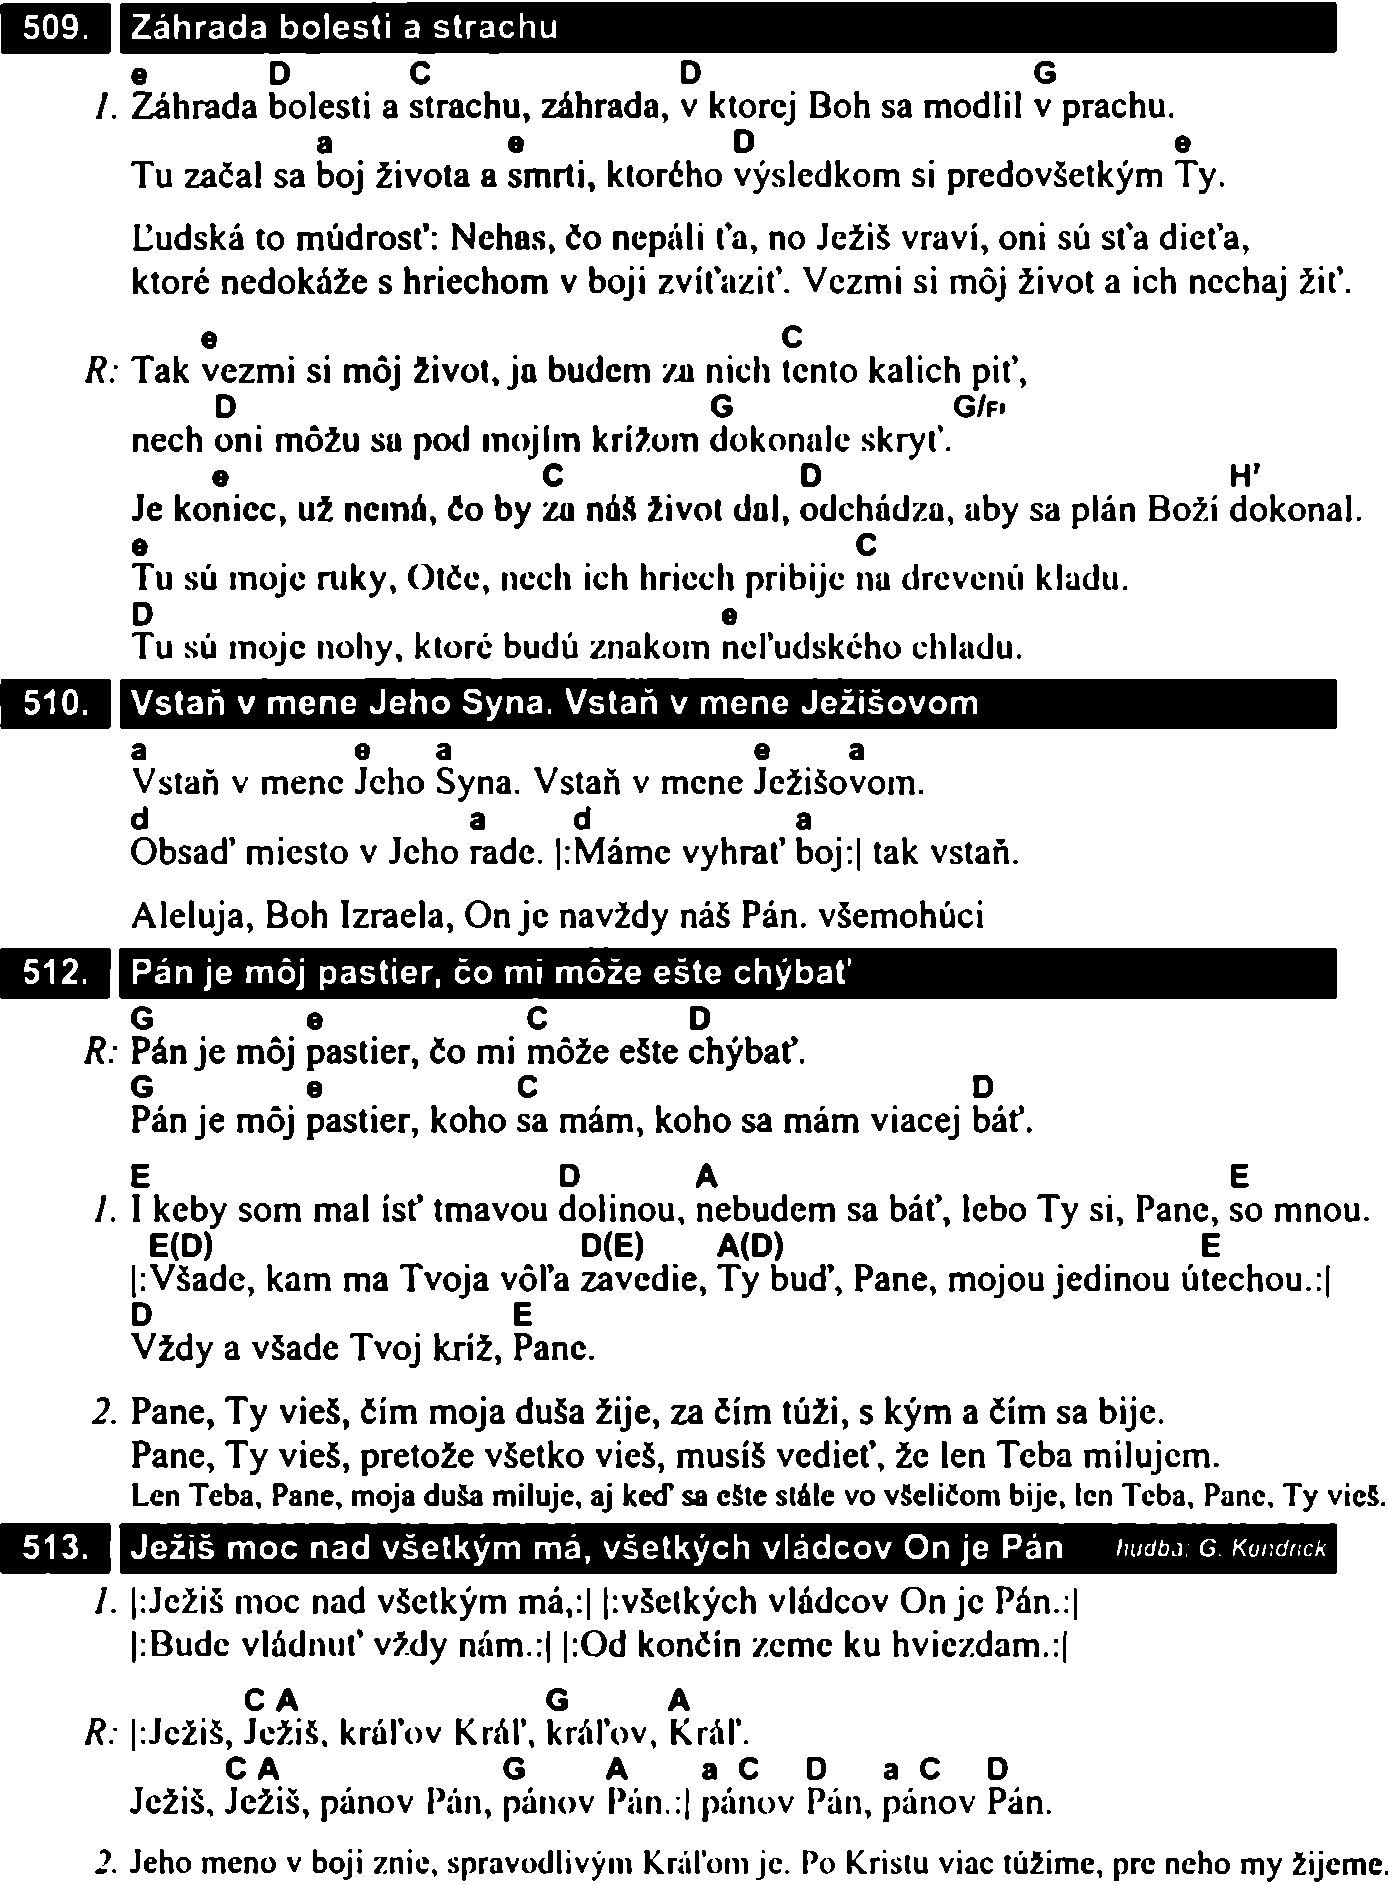 509. Záhrada bolesti a strachu
e D C D G
1. Záhrada bolesti a strachu, záhrada, v ktorej Boh sa modlil v prachu.
a e D e
Tu začal sa boj života a smrti, ktorého výsledkom si predovšetkým Ty.
Ľudská to múdrosť: Nehas, čo nepáli ťa, no Ježiš vraví, oni sú sťa dieťa,
ktoré nedokáže s hriechom v boji zvíťaziť. Vezmi si môj život a ich nechaj žiť.
e C
R: Tak vezmi si môj život, ja budem za nich tento kalich piť,
D G G/F#
nech oni môžu sa pod mojím krížom dokonale skryť.
e C D H7
Je koniec, už nemá, čo by za náš život dal, odchádza, aby sa plán Boží dokonal.
e C
Tu sú moje ruky, Otče, nech ich hriech pribije na drevenú kladu.
D e
Tu sú moje nohy, ktoré budú znakom neľudského chladu.
510. Vstaň v mene Jeho Syna. Vstaň v mene Ježišovom
a e a e a
Vstaň v mene Jeho Syna. Vstaň v mene Ježišovom.
d a d a
Obsaď miesto v Jeho rade. |:Máme vyhrať boj:| tak vstaň.
Aleluja, Boh Izraela, On je navždy náš Pán. všemohúci
512. Pán je môj pastier, čo mi môže ešte chýbať
G e C D
R: Pán je môj pastier, čo mi môže ešte chýbať.
G e C D
Pán je môj pastier, koho sa mám, koho sa mám viacej báť.
E D A E
1. I keby som mal ísť tmavou dolinou, nebudem sa báť, lebo Ty si, Pane, so mnou.
E(D) D(E) A(D) E
|:Všade, kam ma Tvoja vôľa zavedie, Ty buď, Pane, mojou jedinou útechou.:|
D E
Vždy a všade Tvoj kríž, Pane.
2. Pane, Ty vieš, čím moja duša žije, za čím túži, s kým a čím sa bije.
Pane, Ty vieš, pretože všetko vieš, musíš vedieť, že len Teba milujem.
Len Teba, Pane, moja duša miluje, aj keď sa ešte stále vo všeličom bije, len Teba, Pane, Ty vieš.
513. Ježiš moc nad všetkým má, všetkých vládcov On je Pán hudba: G. Kendrick
1. |:Ježiš moc nad všetkým má,:| |:všetkých vládcov On je Pán.:|
|:Bude vládnuť vždy nám.:| |:Od končín zeme ku hviezdam.:|
C A G A
R: |:Ježiš, Ježiš, kráľov Kráľ, kráľov, Kráľ.
C A G A a C D a C D
Ježiš, Ježiš, pánov Pán, pánov Pán.:| pánov Pán, pánov Pán.
2. Jeho meno v boji znie, spravodlivým Kráľom je. Po Kristu viac túžime, pre neho my žijeme.